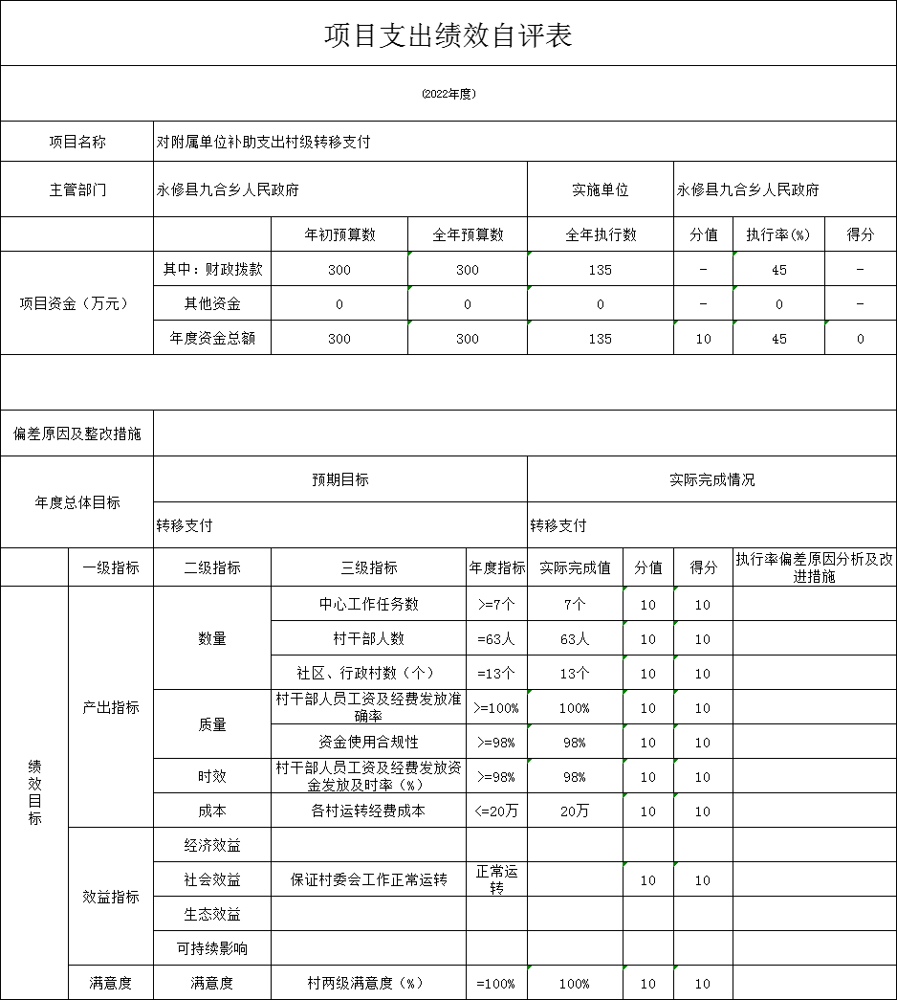 项目支出绩效自评表
(2022年度)
项目名称 对附属单位补助支出村级转移支付
主管部门 永修县九合乡人民政府 实施单位 永修县九合乡人民政府
年初预算数 全年预算数 全年执行数 分值 执行率(%) 得分
项目资金（万元）
其中：财政拨款 300 300 135 － 45 －
其他资金 0 0 0 － 0 －
年度资金总额 300 300 135 10 45 0
偏差原因及整改措施
年度总体目标
预期目标 实际完成情况
转移支付 转移支付
一级指标 二级指标 三级指标 年度指标 实际完成值 分值 得分 执行率偏差原因分析及改
进措施
绩
效
目
标
产出指标
数量
中心工作任务数 >=7个 7个 10 10
村干部人数 =63人 63人 10 10
社区、行政村数（个） =13个 13个 10 10
质量
村干部人员工资及经费发放准
确率 >=100% 100% 10 10
资金使用合规性 >=98% 98% 10 10
时效
村干部人员工资及经费发放资
金发放及时率（%） >=98% 98% 10 10
成本 各村运转经费成本 <=20万 20万 10 10
效益指标
经济效益
社会效益 保证村委会工作正常运转 正常运
转 10 10
生态效益
可持续影响
满意度 满意度 村两级满意度（%） =100% 100% 10 10